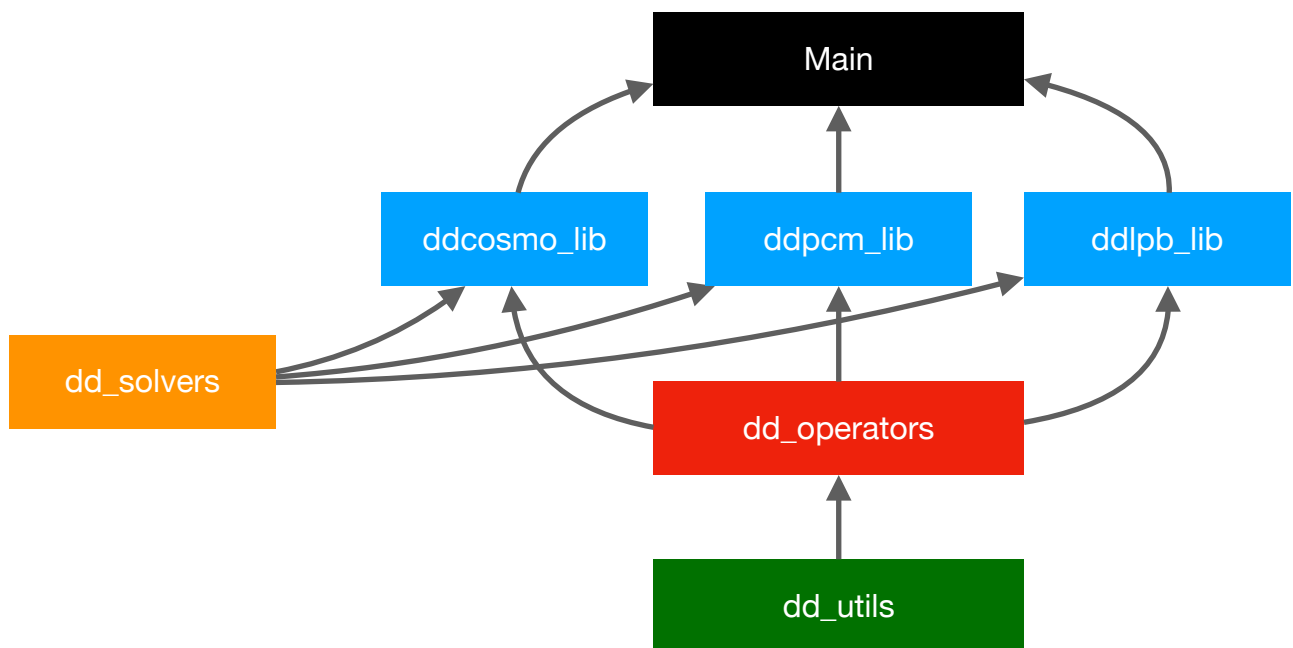 Main
ddcosmo_lib
ddpcm_lib
ddlpb_lib
dd_solvers
dd_operators
dd_utils